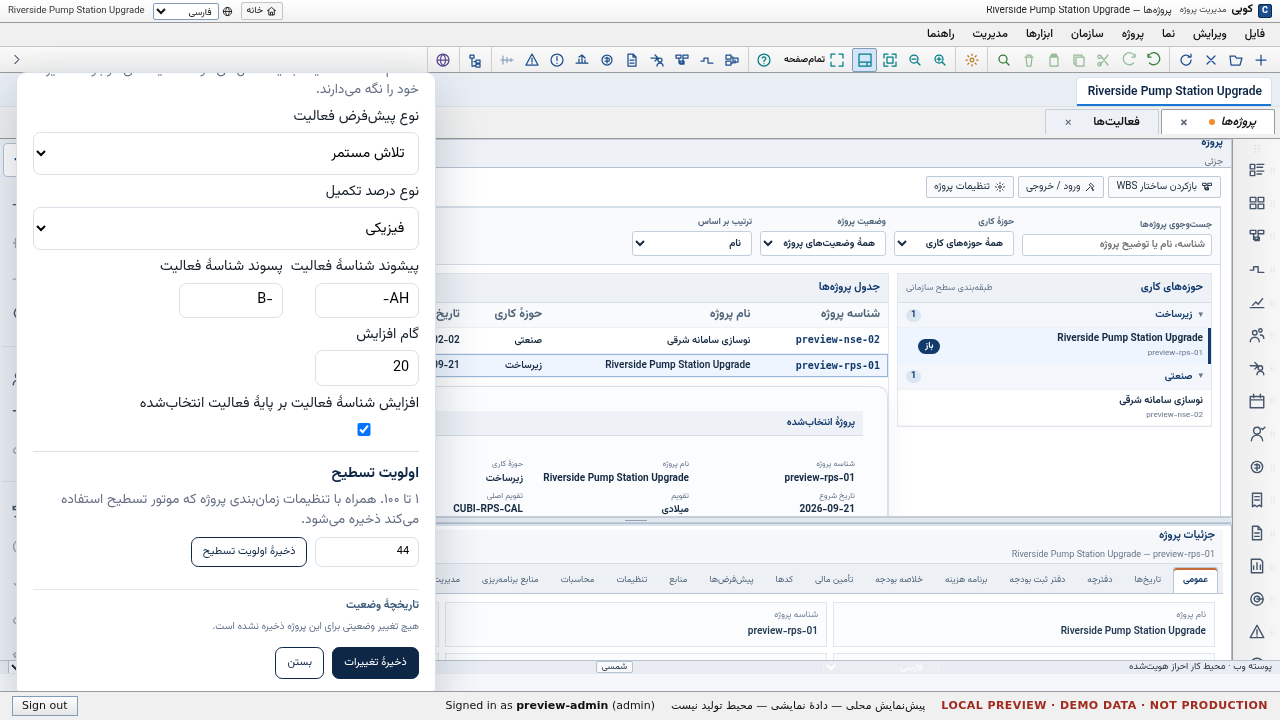 کوبی مدیریت پروژه پروژه‌ها — Riverside Pump Station Upgrade
خانه
فارسی
Riverside Pump Station Upgrade
فایل ویرایش نما پروژه سازمان ابزارها مدیریت راهنما
تمام‌صفحه
Riverside Pump Station Upgrade
پروژه‌ها ×
فعالیت‌ها ×
پروژه
جزئی
بازکردن ساختار WBS
ورود / خروجی
تنظیمات پروژه
جست‌وجوی پروژه‌ها
شناسه، نام یا توضیح پروژه
حوزهٔ کاری
همهٔ حوزه‌های کاری
وضعیت پروژه
همهٔ وضعیت‌های پروژه
ترتیب بر اساس
نام
حوزه‌های کاری
طبقه‌بندی سطح سازمانی
زیرساخت 1
Riverside Pump Station Upgrade
preview-rps-01
باز
صنعتی 1
نوسازی سامانه شرقی
preview-nse-02
جدول پروژه‌ها
شناسه پروژه نام پروژه حوزهٔ کاری تاریخ
preview-nse-02 نوسازی سامانه شرقی صنعتی 02-02
preview-rps-01 Riverside Pump Station Upgrade زیرساخت 09-21
پروژهٔ انتخاب‌شده
شناسه پروژه
preview-rps-01
نام پروژه
Riverside Pump Station Upgrade
حوزهٔ کاری
زیرساخت
تاریخ شروع
2026-09-21
تقویم
میلادی
تقویم اصلی
CUBI-RPS-CAL
جزئیات پروژه
Riverside Pump Station Upgrade — preview-rps-01
عمومی تاریخ‌ها دفترچه دفتر ثبت بودجه برنامه هزینه خلاصه بودجه تأمین مالی کدها پیش‌فرض‌ها منابع تنظیمات محاسبات منابع برنامه‌ریزی مدیریت
نام پروژه
Riverside Pump Station Upgrade
شناسه پروژه
preview-rps-01
پوسته وب · محیط کار احراز هویت‌شده
فارسی
شمسی
خود را نگه می‌دارند.
نوع پیش‌فرض فعالیت
تلاش مستمر
نوع درصد تکمیل
فیزیکی
پیشوند شناسهٔ فعالیت
AH-
پسوند شناسهٔ فعالیت
-B
گام افزایش
20
افزایش شناسهٔ فعالیت بر پایهٔ فعالیت انتخاب‌شده
اولویت تسطیح
۱ تا ۱۰۰. همراه با تنظیمات زمان‌بندی پروژه که موتور تسطیح استفاده
می‌کند ذخیره می‌شود.
44
ذخیرهٔ اولویت تسطیح
تاریخچهٔ وضعیت
هیچ تغییر وضعیتی برای این پروژه ذخیره نشده است.
ذخیرهٔ تغییرات
بستن
LOCAL PREVIEW · DEMO DATA · NOT PRODUCTION
پیش‌نمایش محلی — دادهٔ نمایشی — محیط تولید نیست
Signed in as preview-admin (admin)
Sign out